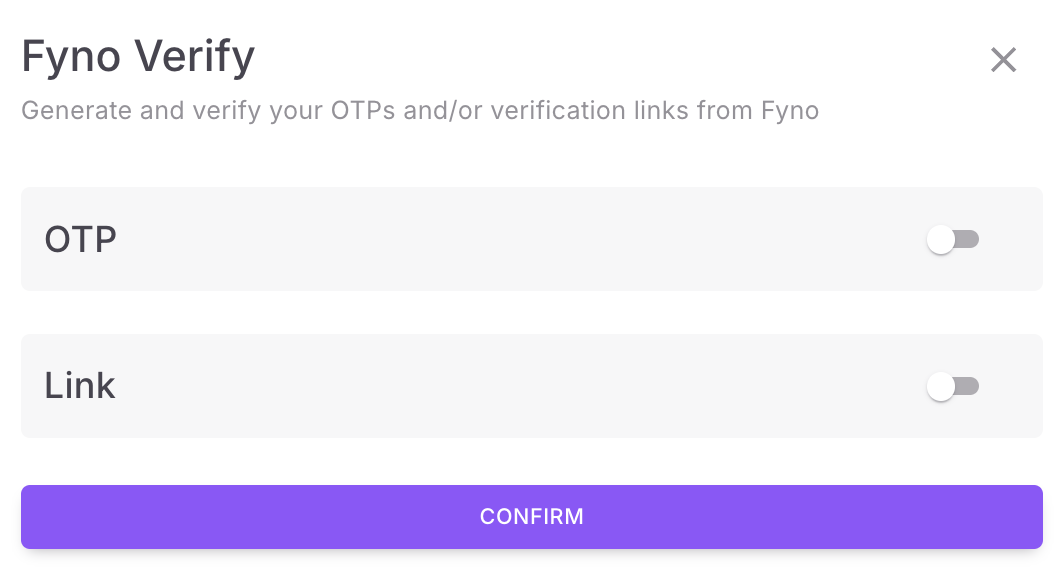 Fyno Verify
Generate and verify your OTPs and/or verification links from Fyno
OTP
Link
CONFIRM